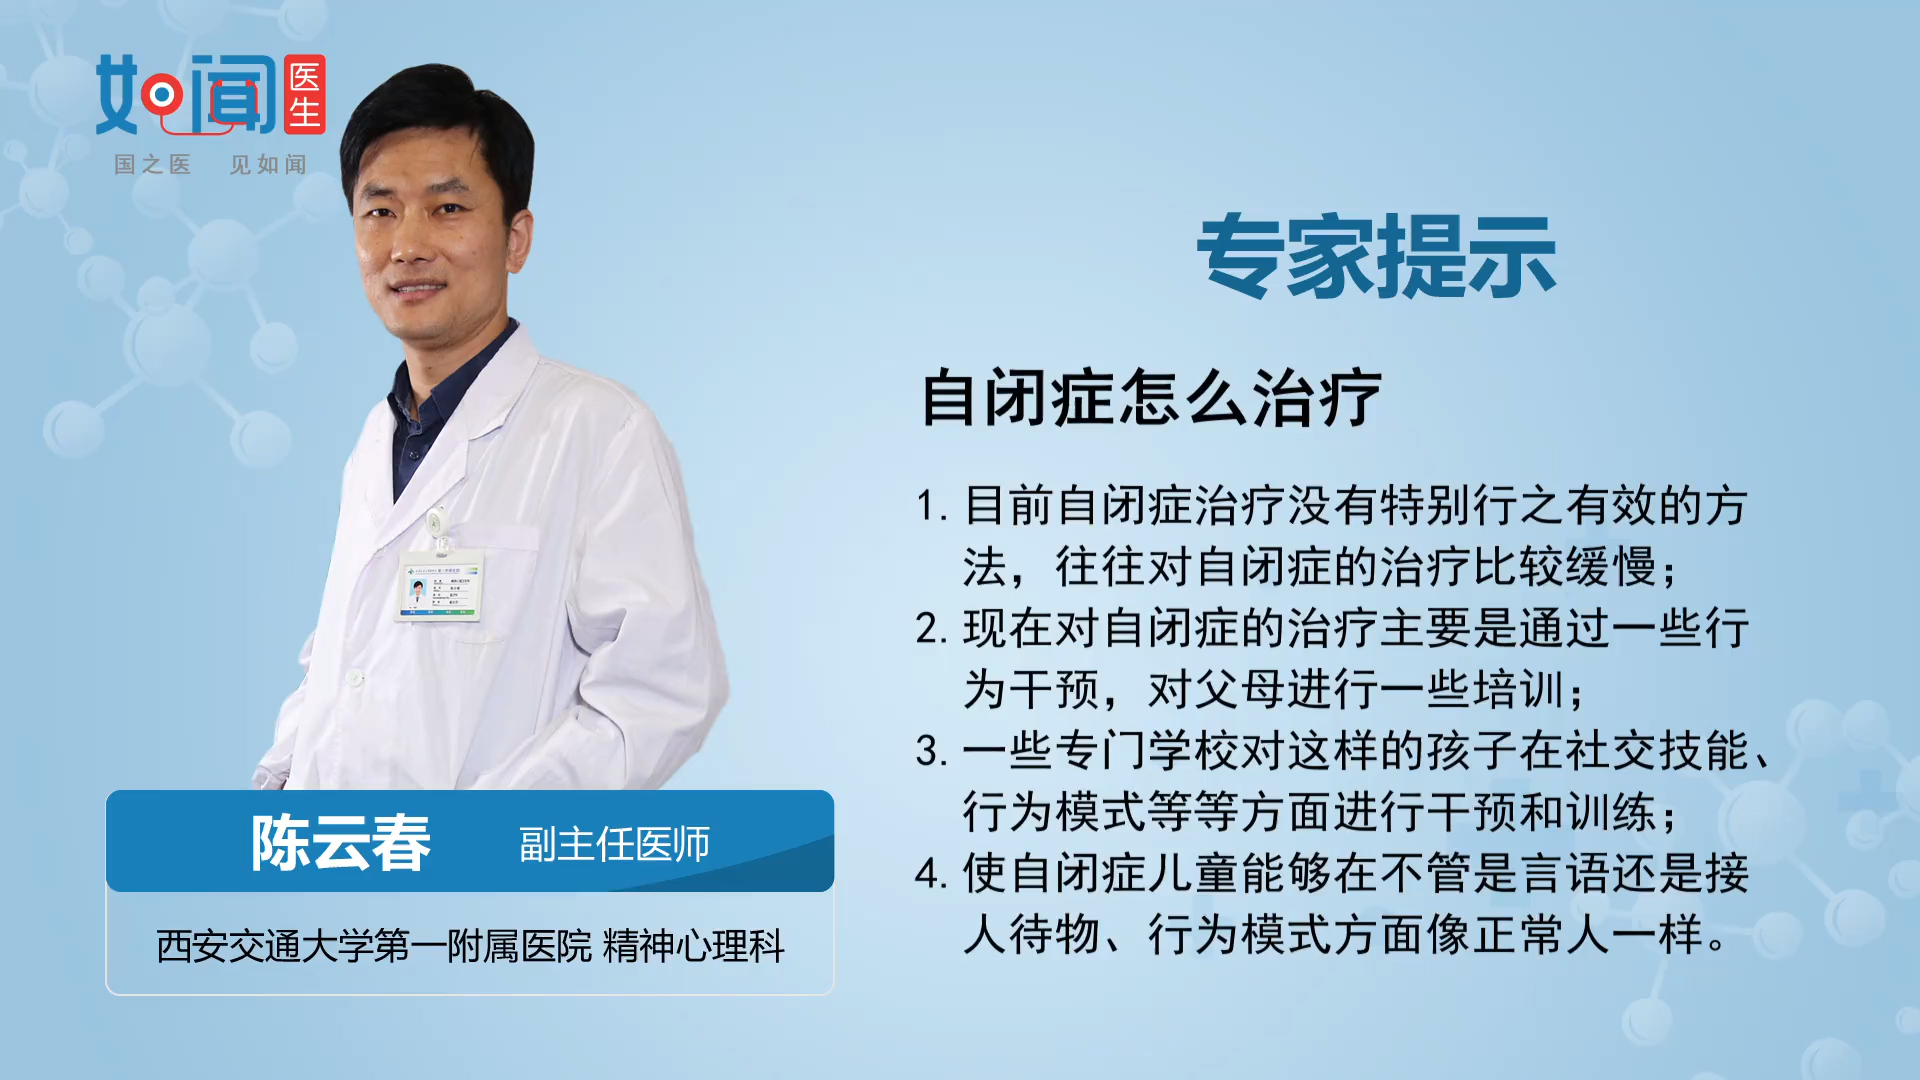 如闻医生
国之医 见如闻
专家提示
自闭症怎么治疗
1. 目前自闭症治疗没有特别行之有效的方
法，往往对自闭症的治疗比较缓慢；
2. 现在对自闭症的治疗主要是通过一些行
为干预，对父母进行一些培训；
3. 一些专门学校对这样的孩子在社交技能、
行为模式等等方面进行干预和训练；
4. 使自闭症儿童能够在不管是言语还是接
人待物、行为模式方面像正常人一样。
陈云春 副主任医师
西安交通大学第一附属医院 精神心理科